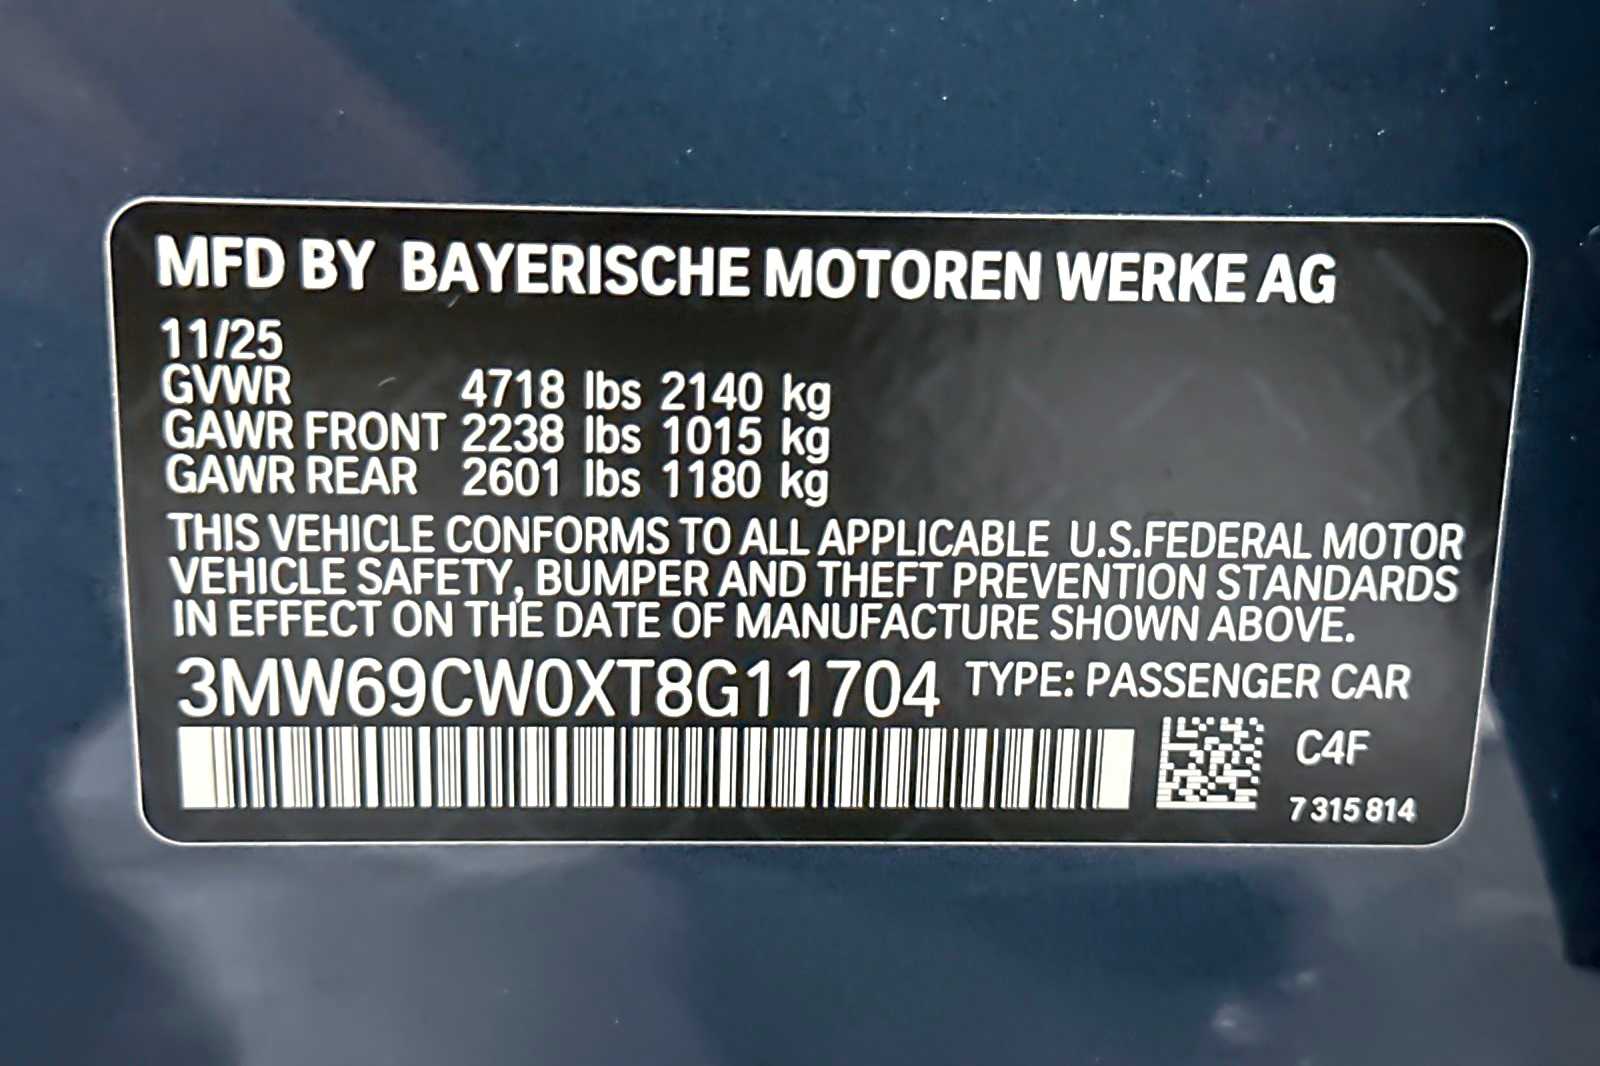 MFD BY BAYERISCHE MOTOREN WERKE AG
11/25
GVWR 4718 lbs 2140 kg
GAWR FRONT 2238 lbs 1015 kg
GAWR REAR 2601 lbs 1180 kg
THIS VEHICLE CONFORMS TO ALL APPLICABLE U.S.FEDERAL MOTOR
VEHICLE SAFETY, BUMPER AND THEFT PREVENTION STANDARDS
IN EFFECT ON THE DATE OF MANUFACTURE SHOWN ABOVE.
3MW69CW0XT8G11704 TYPE: PASSENGER CAR
C4F
7 315 814